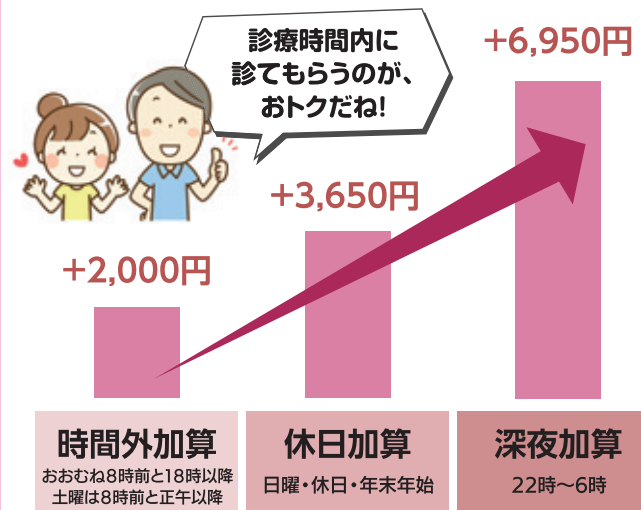 診療時間内に
診てもらうのが、
おトクだね!
+2,000円
+3,650円
+6,950円
時間外加算
おおむね8時前と18時以降
土曜は8時前と正午以降
休日加算
日曜・休日・年末年始
深夜加算
22時〜6時